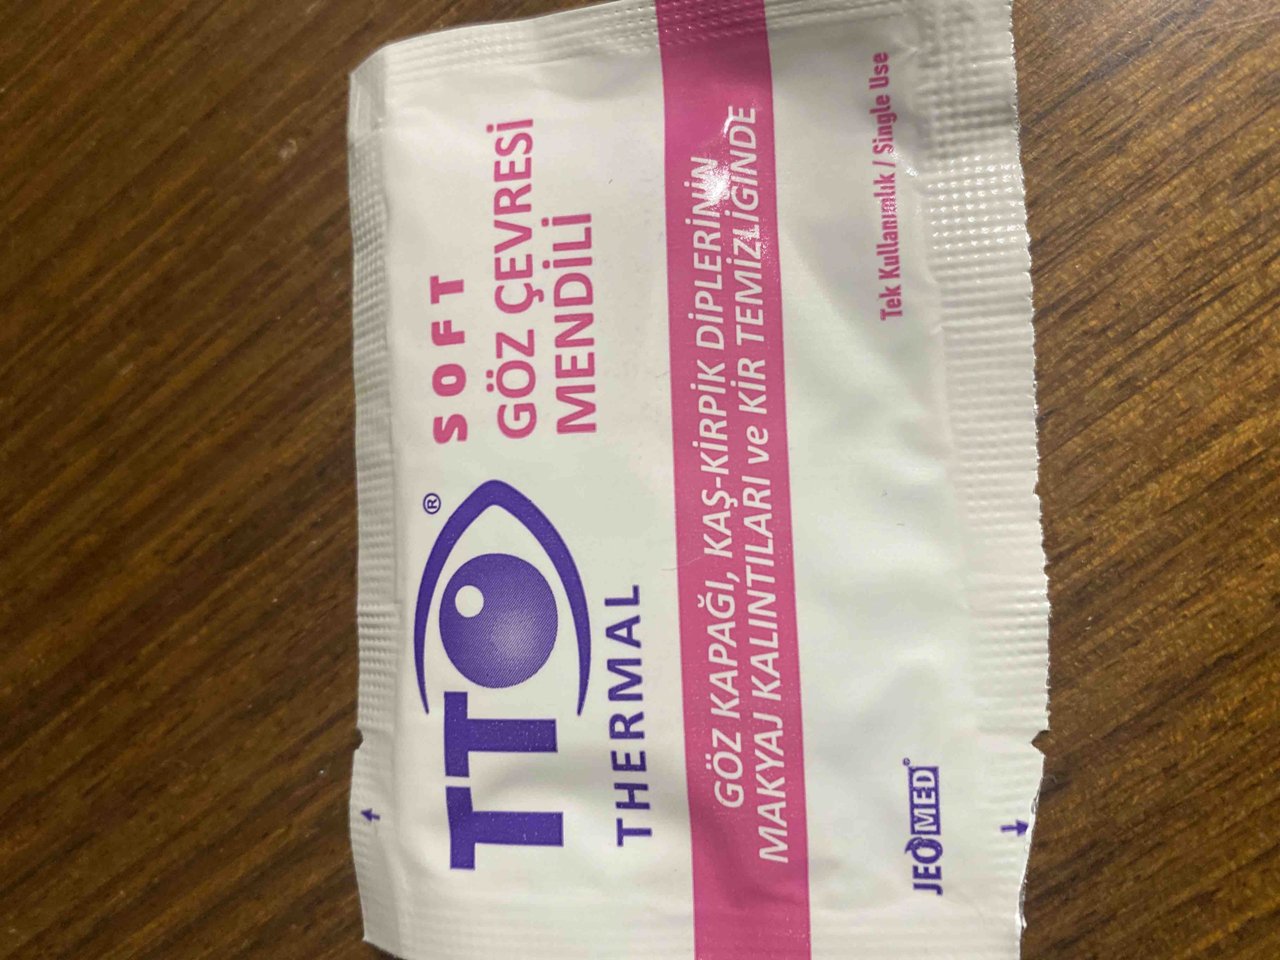 TTO®
THERMAL
SOFT
GÖZ ÇEVRESİ
MENDİLİ
GÖZ KAPAĞI, KAŞ-KİRPİK DİPLERİNİN
MAKYAJ KALINTILARI ve KİR TEMİZLİGİNDE
JEOMED®
Tek Kullanımlık / Single Use